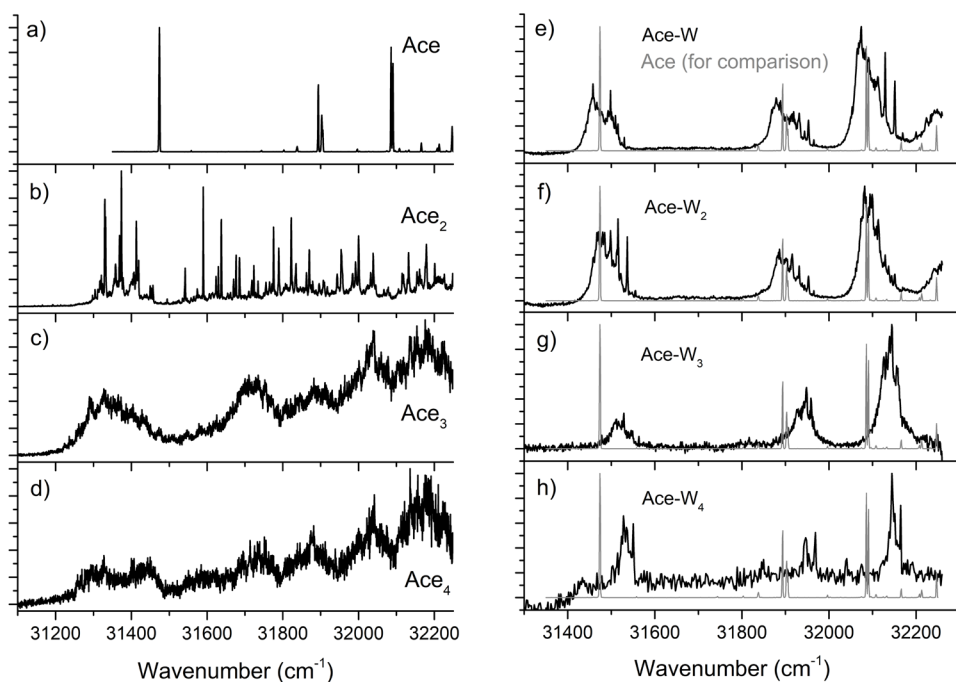 a)
Ace
b)
Ace2
c)
Ace3
d)
Ace4
31200 31400 31600 31800 32000 32200
Wavenumber (cm-1)
e)
Ace-W
Ace (for comparison)
f)
Ace-W2
g)
Ace-W3
h)
Ace-W4
31400 31600 31800 32000 32200
Wavenumber (cm-1)